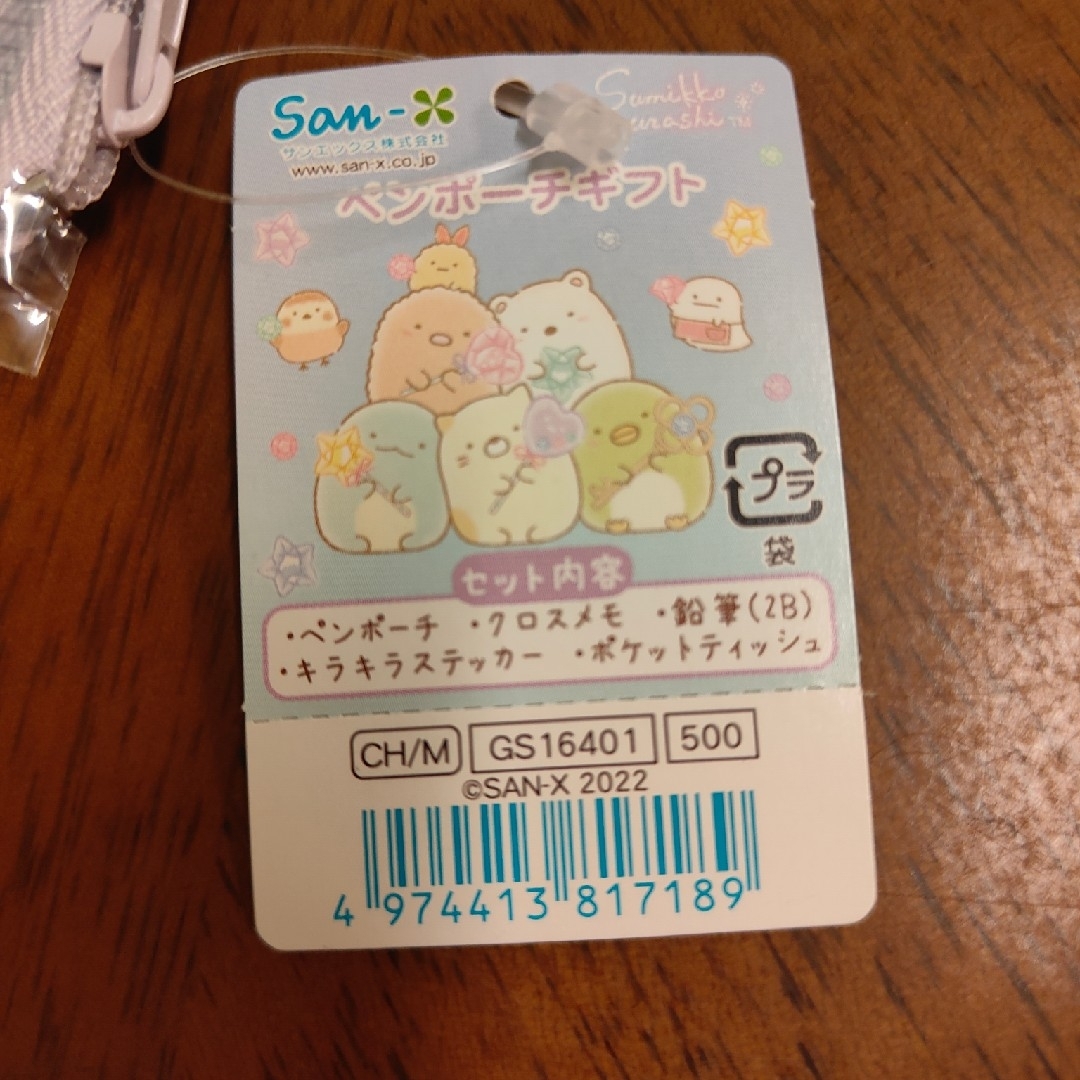 San-X
サンエックス株式会社
www.san-x.co.jp
Sumikko
gurashi TM
ペンポーチギフト
プラ
袋
セット内容
・ペンポーチ ・クロスメモ ・鉛筆(2B)
・キラキラステッカー ・ポケットティッシュ
CH/M GS16401 500
©SAN-X 2022
4 974413 817189